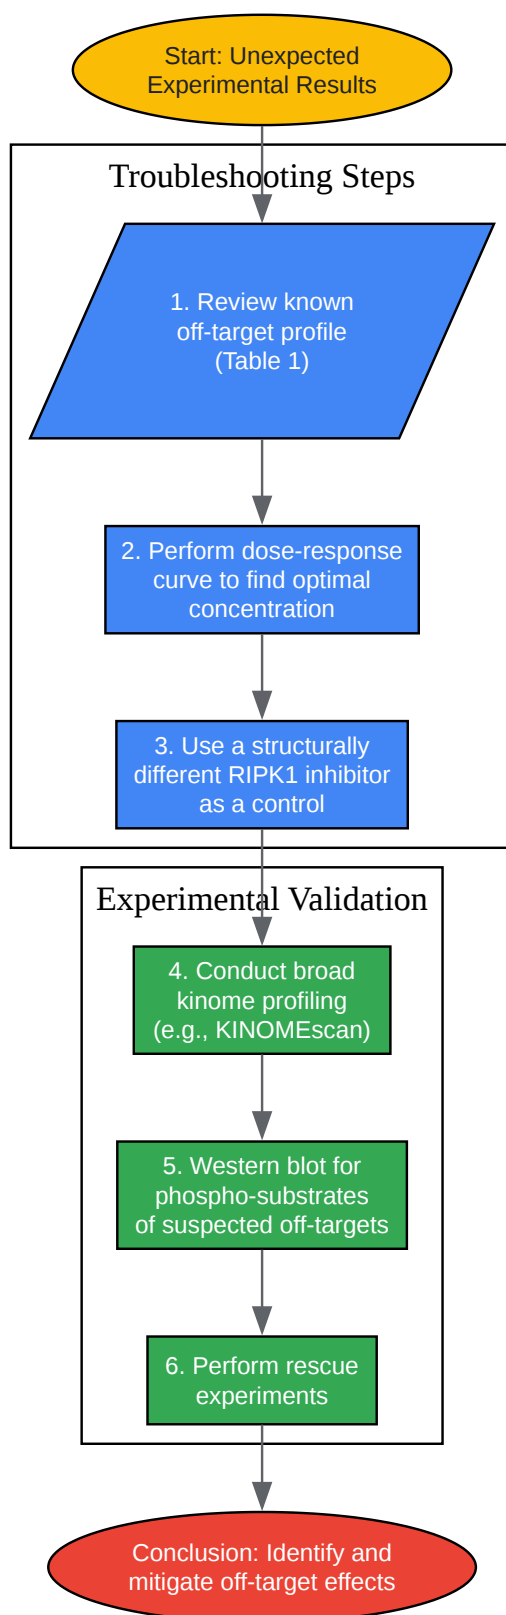 Start: Unexpected
Experimental Results
Troubleshooting Steps
1. Review known
off-target profile
(Table 1)
2. Perform dose-response
curve to find optimal
concentration
3. Use a structurally
different RIPK1 inhibitor
as a control
Experimental Validation
4. Conduct broad
kinome profiling
(e.g., KINOMEscan)
5. Western blot for
phospho-substrates
of suspected off-targets
6. Perform rescue
experiments
Conclusion: Identify and
mitigate off-target effects